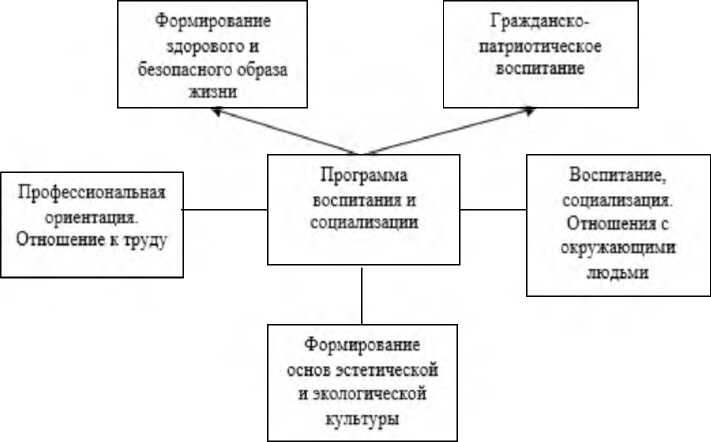 Формирование
здорового и
безопасного образа
жизни
Гражданско-
патриотическое
воспитание
Профессиональная
ориентация.
Отношение к труду
Программа
воспитания и
социализации
Воспитание,
социализация.
Отношения с
окружающими
людьми
Формирование
основ эстетической
и экологической
культуры